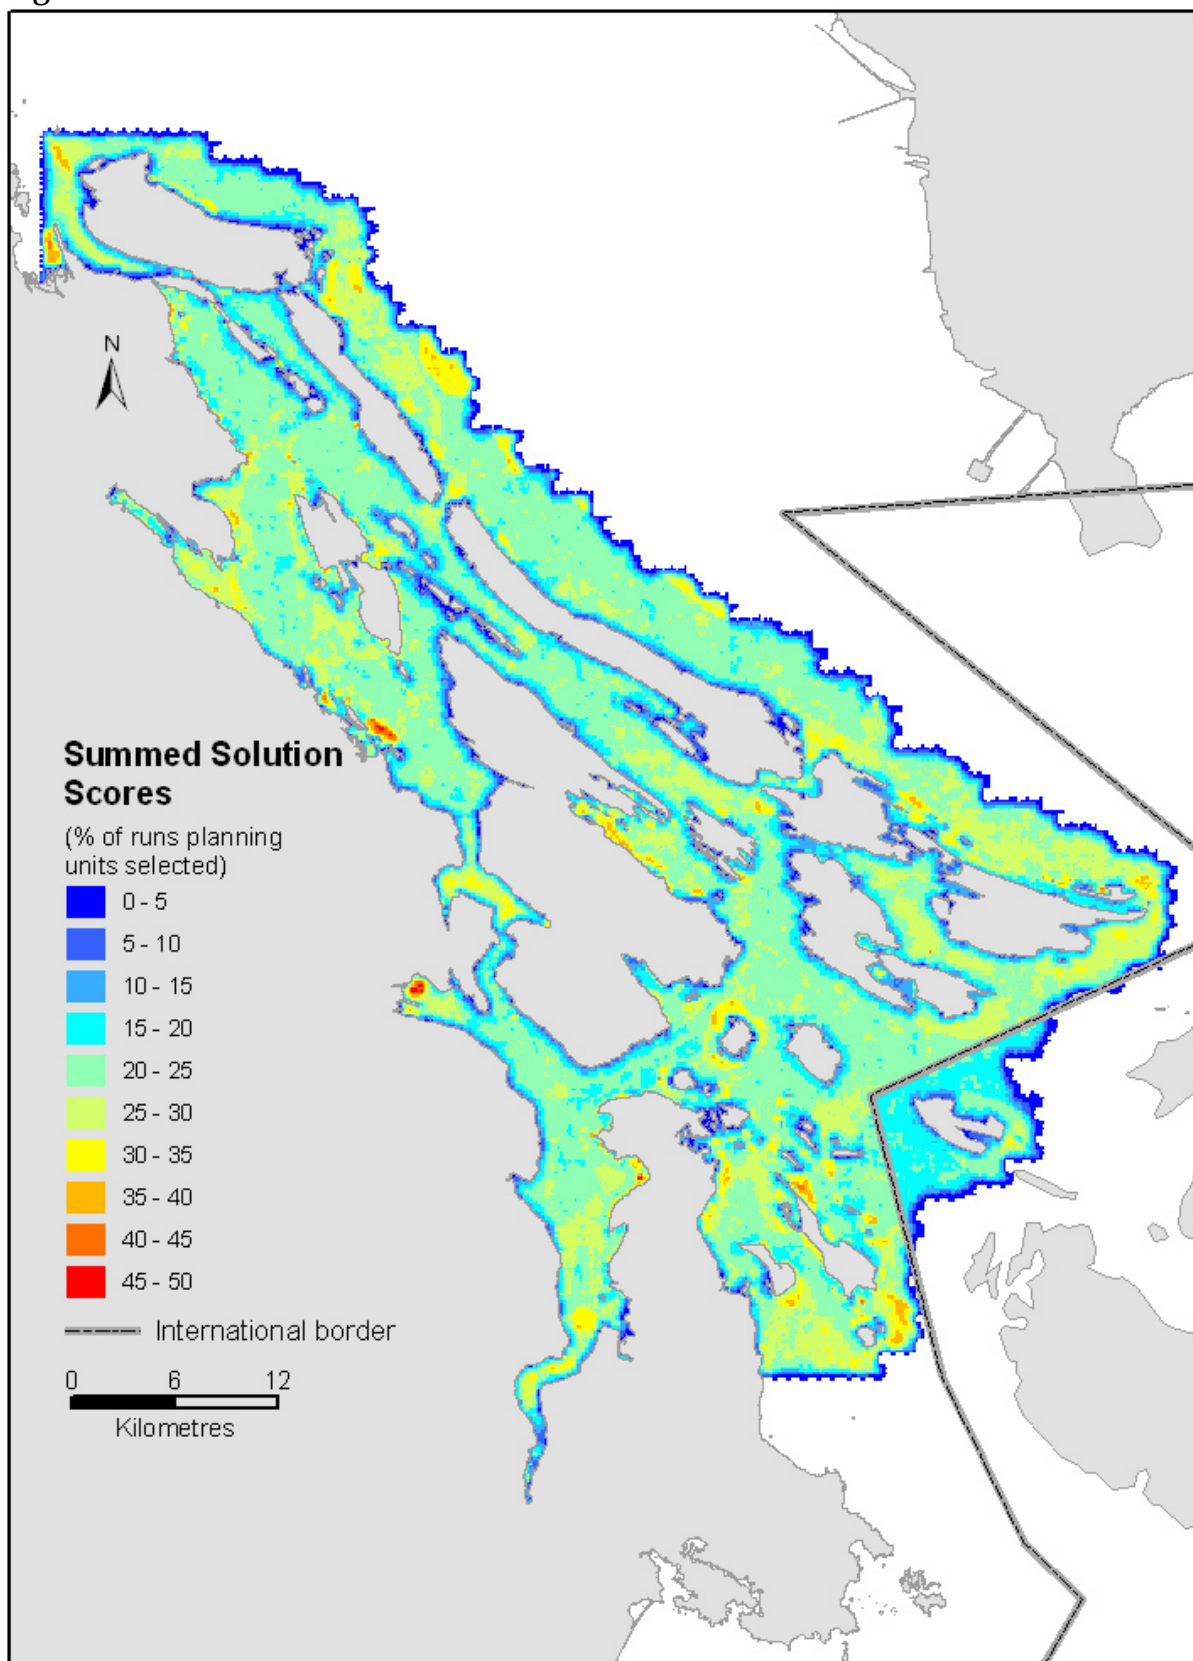 N
Summed Solution
Scores
(% of runs planning
units selected)
0 - 5
5 - 10
10 - 15
15 - 20
20 - 25
25 - 30
30 - 35
35 - 40
40 - 45
45 - 50
International border
0 6 12
Kilometres